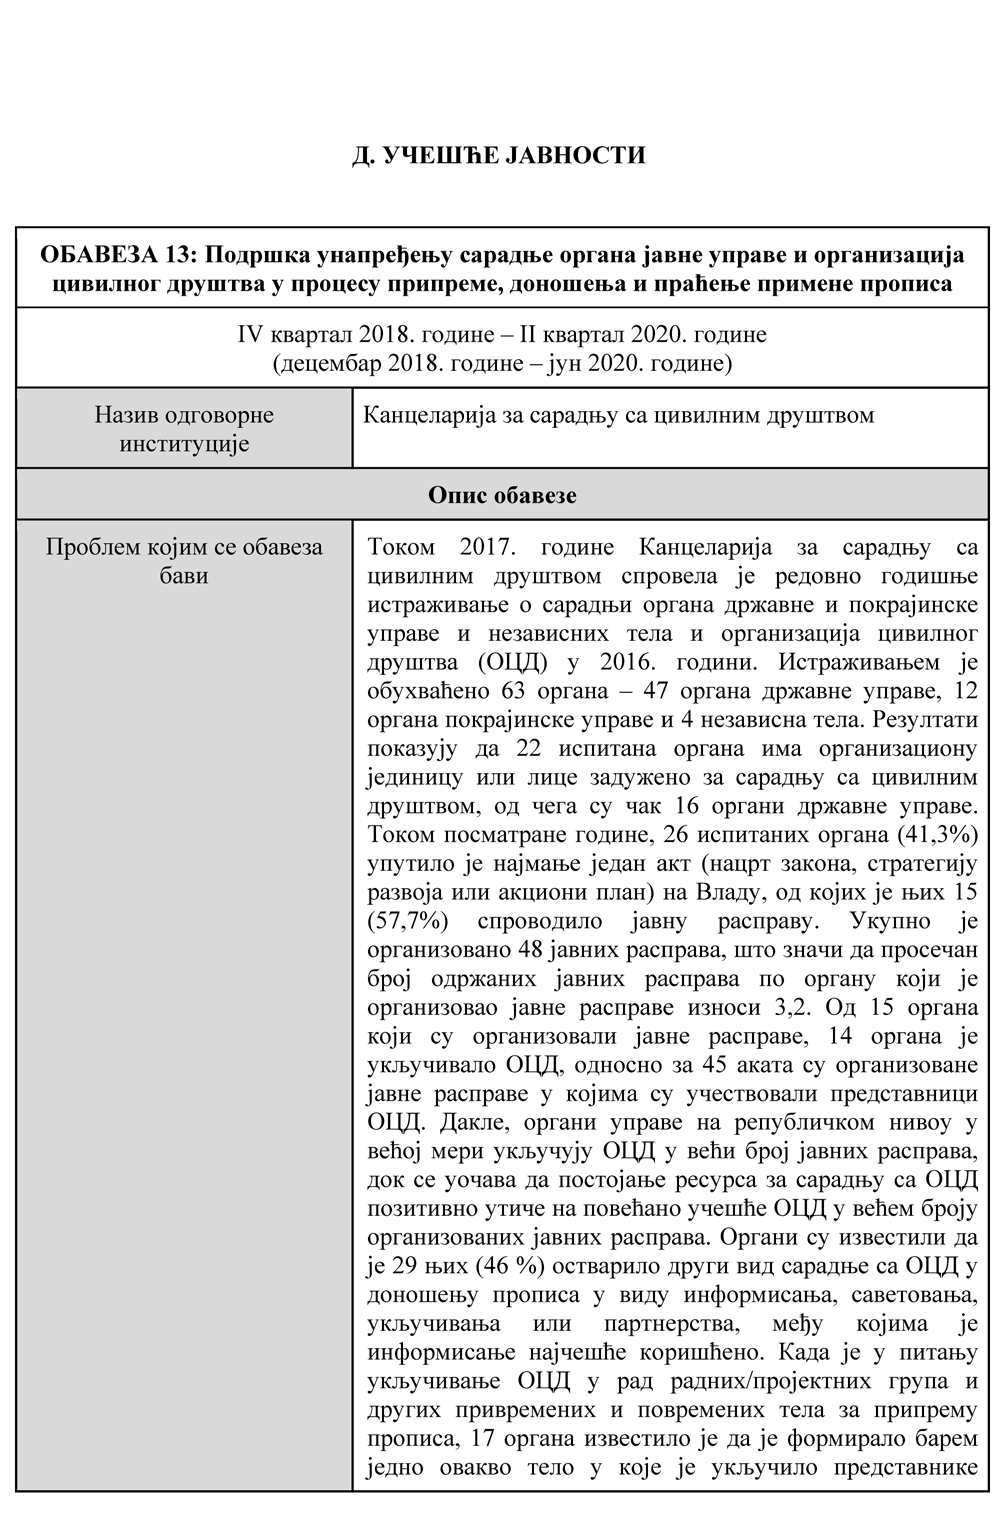 Д. УЧЕШЋЕ ЈАВНОСТИ
ОБАВЕЗА 13: Подршка унапређењу сарадње органа јавне управе и организација
цивилног друштва у процесу припреме, доношења и праћење примене прописа
IV квартал 2018. године – II квартал 2020. године
(децембар 2018. године – јун 2020. године)
Назив одговорне
институције
Канцеларија за сарадњу са цивилним друштвом
Опис обавезе
Проблем којим се обавеза
бави
Током 2017. године Канцеларија за сарадњу са
цивилним друштвом спровела је редовно годишње
истраживање о сарадњи органа државне и покрајинске
управе и независних тела и организација цивилног
друштва (ОЦД) у 2016. години. Истраживањем је
обухваћено 63 органа – 47 органа државне управе, 12
органа покрајинске управе и 4 независна тела. Резултати
показују да 22 испитана органа има организациону
јединицу или лице задужено за сарадњу са цивилним
друштвом, од чега су чак 16 органи државне управе.
Током посматране године, 26 испитаних органа (41,3%)
упутило је најмање један акт (нацрт закона, стратегију
развоја или акциони план) на Владу, од којих је њих 15
(57,7%) спроводило јавну расправу. Укупно је
организовано 48 јавних расправа, што значи да просечан
број одржаних јавних расправа по органу који је
организовао јавне расправе износи 3,2. Од 15 органа
који су организовали јавне расправе, 14 органа је
укључивало ОЦД, односно за 45 аката су организоване
јавне расправе у којима су учествовали представници
ОЦД. Дакле, органи управе на републичком нивоу у
већој мери укључују ОЦД у већи број јавних расправа,
док се уочава да постојање ресурса за сарадњу са ОЦД
позитивно утиче на повећано учешће ОЦД у већем броју
организованих јавних расправа. Органи су известили да
је 29 њих (46 %) остварило други вид сарадње са ОЦД у
доношењу прописа у виду информисања, саветовања,
укључивања или партнерства, међу којима је
информисање најчешће коришћено. Када је у питању
укључивање ОЦД у рад радних/пројектних група и
других привремених и повремених тела за припрему
прописа, 17 органа известило је да је формирало барем
једно овакво тело у које је укључило представнике